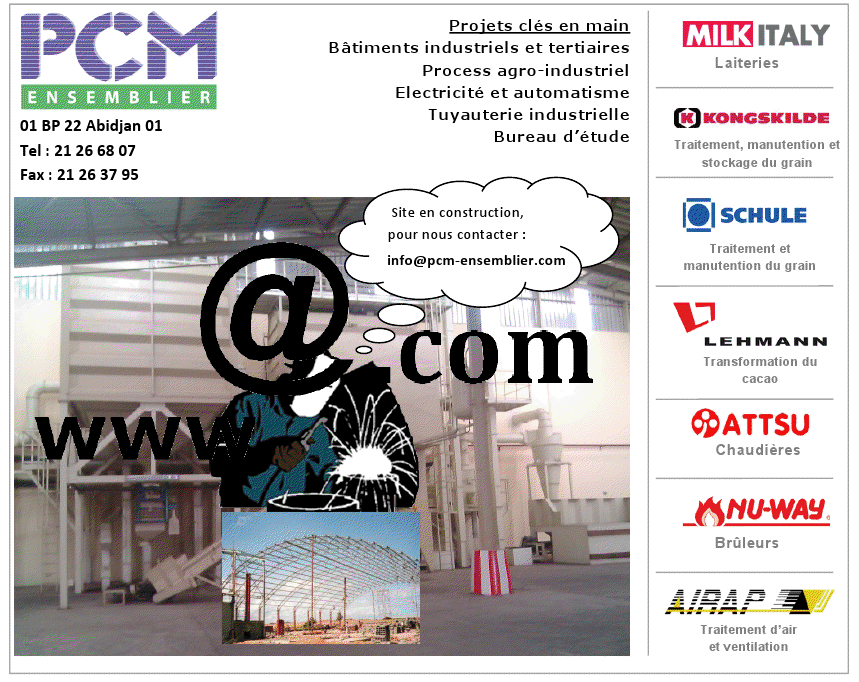 PCM
ENSEMBLIER
01 BP 22 Abidjan 01
Tel : 21 26 68 07
Fax : 21 26 37 95
Projets clés en main
Bâtiments industriels et tertiaires
Process agro-industriel
Electricité et automatisme
Tuyauterie industrielle
Bureau d’étude
Site en construction,
pour nous contacter :
info@pcm-ensemblier.com
www
@
.com
MILKITALY
Laiteries
K KONGSKILDE
Traitement, manutention et
stockage du grain
SCHULE
Traitement et
manutention du grain
LEHMANN
Transformation du
cacao
ATTSU
Chaudières
NU-WAY
Brûleurs
AIRAP
Traitement d’air
et ventilation